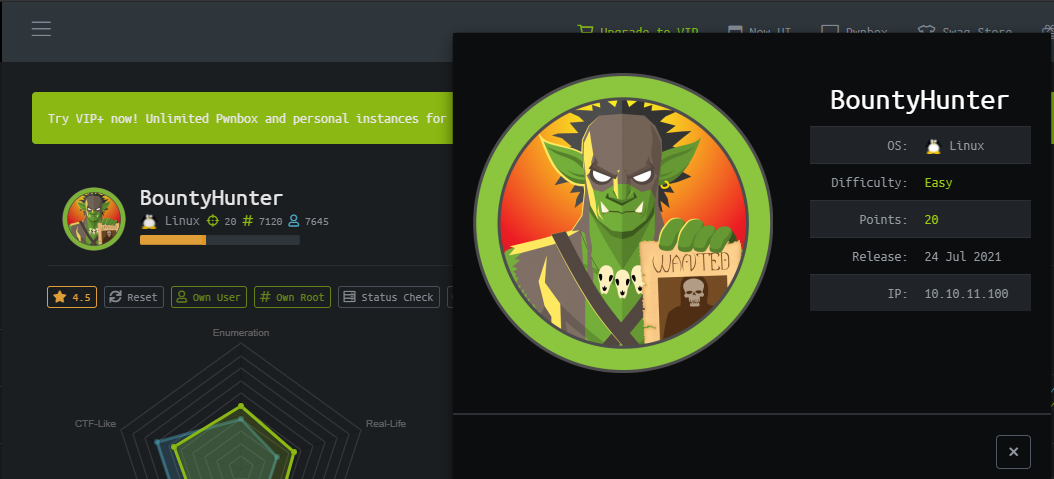 Upgrade to VIP New UI Pwnbox Swag Store
Try VIP+ now! Unlimited Pwnbox and personal instances for
BountyHunter
Linux 20 # 7120 7645
4.5 Reset Own User # Own Root Status Check
Enumeration
CTF-Like
Real-Life
WANTED
BountyHunter
OS: Linux
Difficulty: Easy
Points: 20
Release: 24 Jul 2021
IP: 10.10.11.100
×